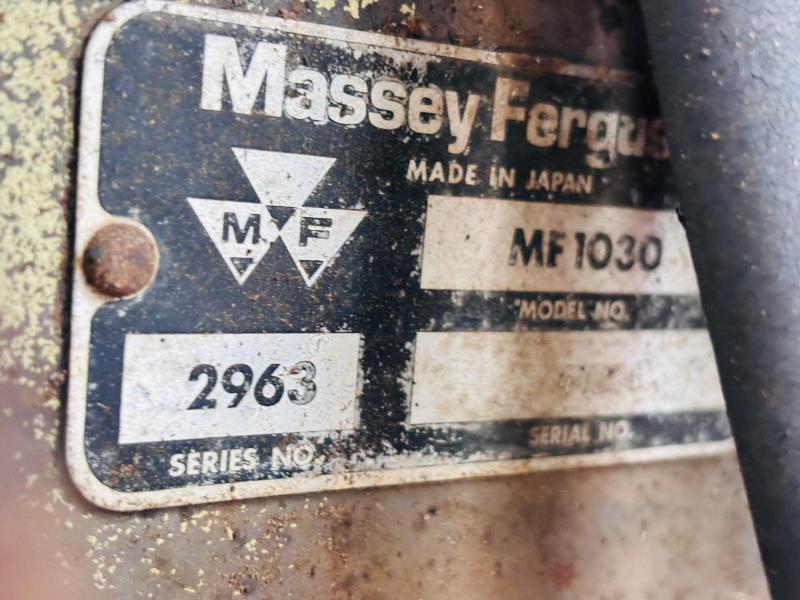 Massey Fergus
MADE IN JAPAN
M F
MF 1030
MODEL NO.
2963
SERIES NO.
SERIAL NO.